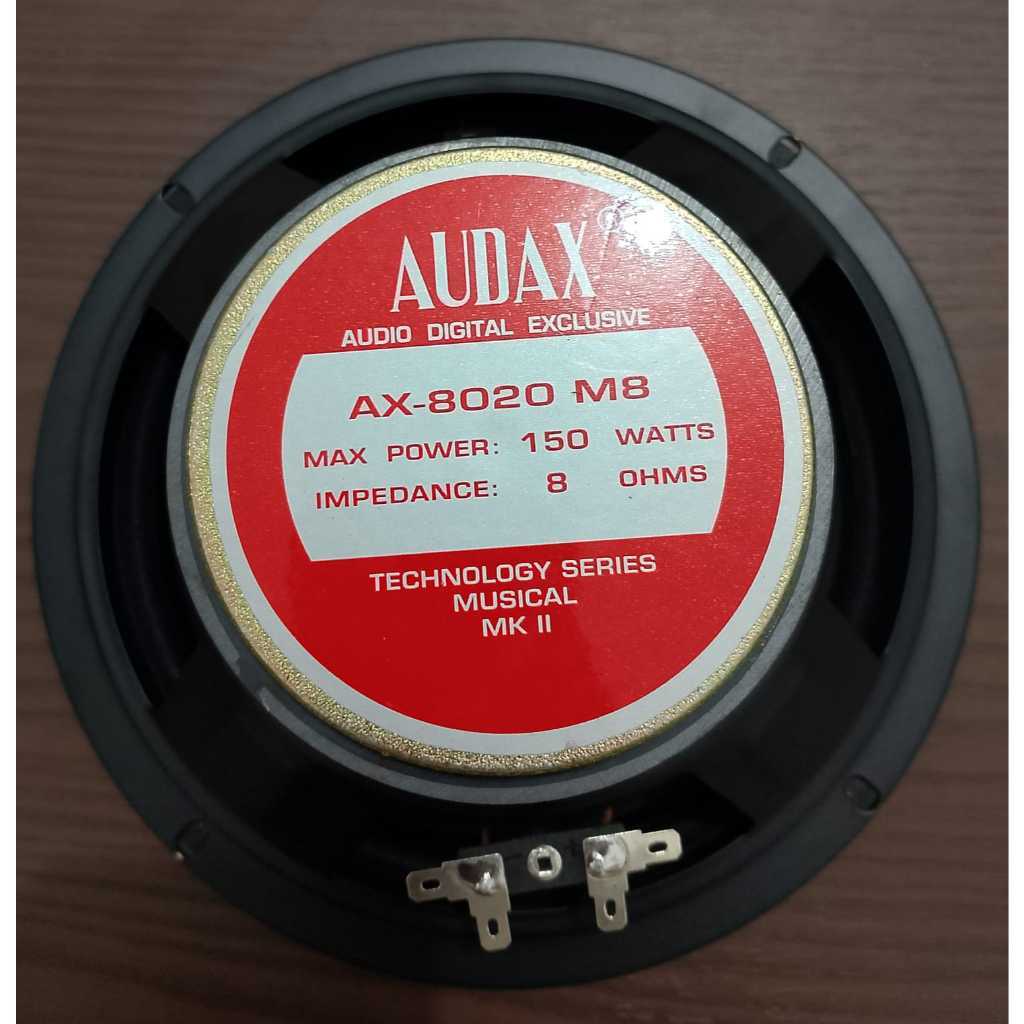 AUDAX®
AUDIO DIGITAL EXCLUSIVE
AX-8020 M8
MAX POWER: 150 WATTS
IMPEDANCE: 8 OHMS
TECHNOLOGY SERIES
MUSICAL
MK II